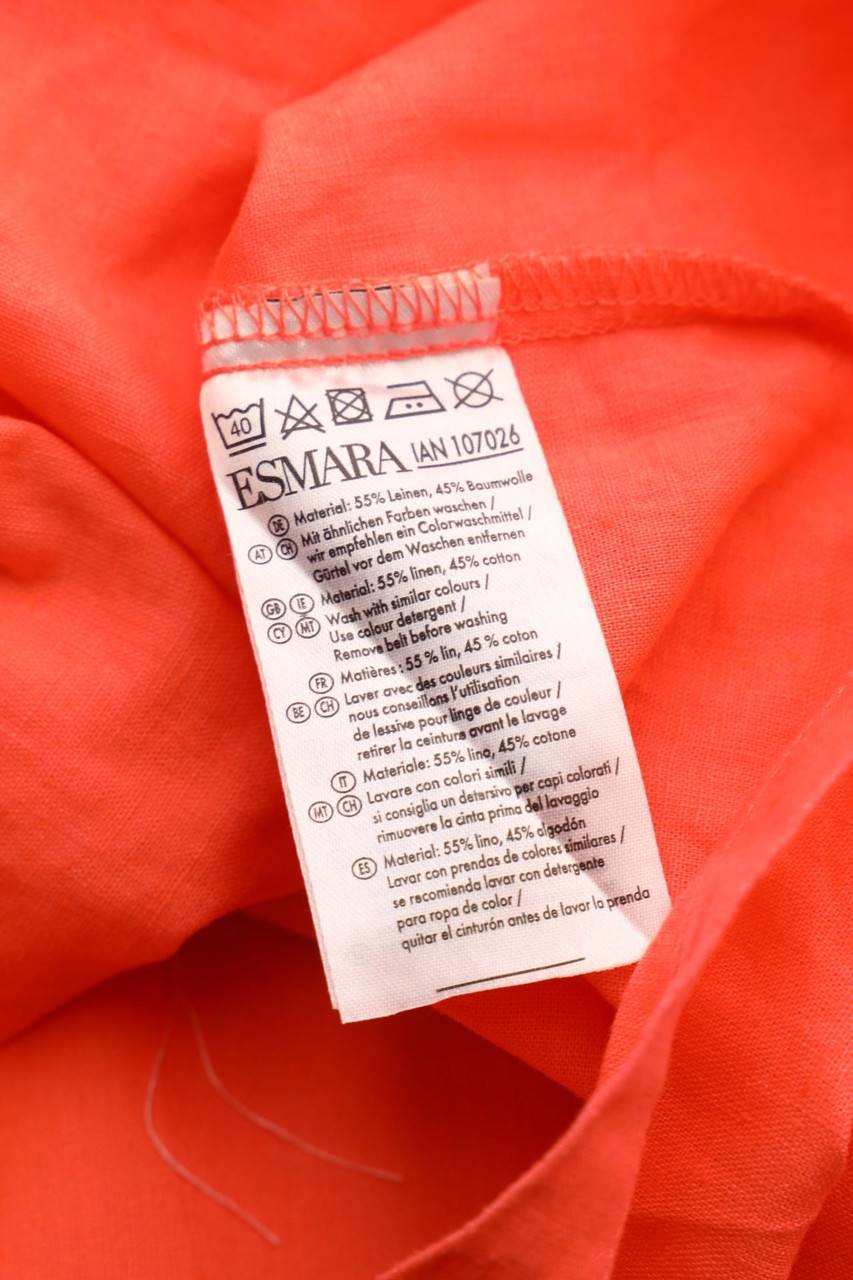 40
ESMARA IAN 107026
DE Material: 55% Leinen, 45% Baumwolle
AT CH Mit ähnlichen Farben waschen /
wir empfehlen ein Colorwaschmittel /
Gürtel vor dem Waschen entfernen
GB IE Material: 55% linen, 45% cotton
CY MT Wash with similar colours /
Use colour detergent /
Remove belt before washing
FR Matières: 55 % lin, 45 % coton
BE CH Laver avec des couleurs similaires /
nous conseillons l'utilisation
de lessive pour linge de couleur /
retirer la ceinture avant le lavage
IT Materiale: 55% lino, 45% cotone
MT CH Lavare con colori simili /
si consiglia un detersivo per capi colorati /
rimuovere la cinta prima del lavaggio
ES Material: 55% lino, 45% algodón
Lavar con prendas de colores similares /
se recomienda lavar con detergente
para ropa de color /
quitar el cinturón antes de lavar la prenda